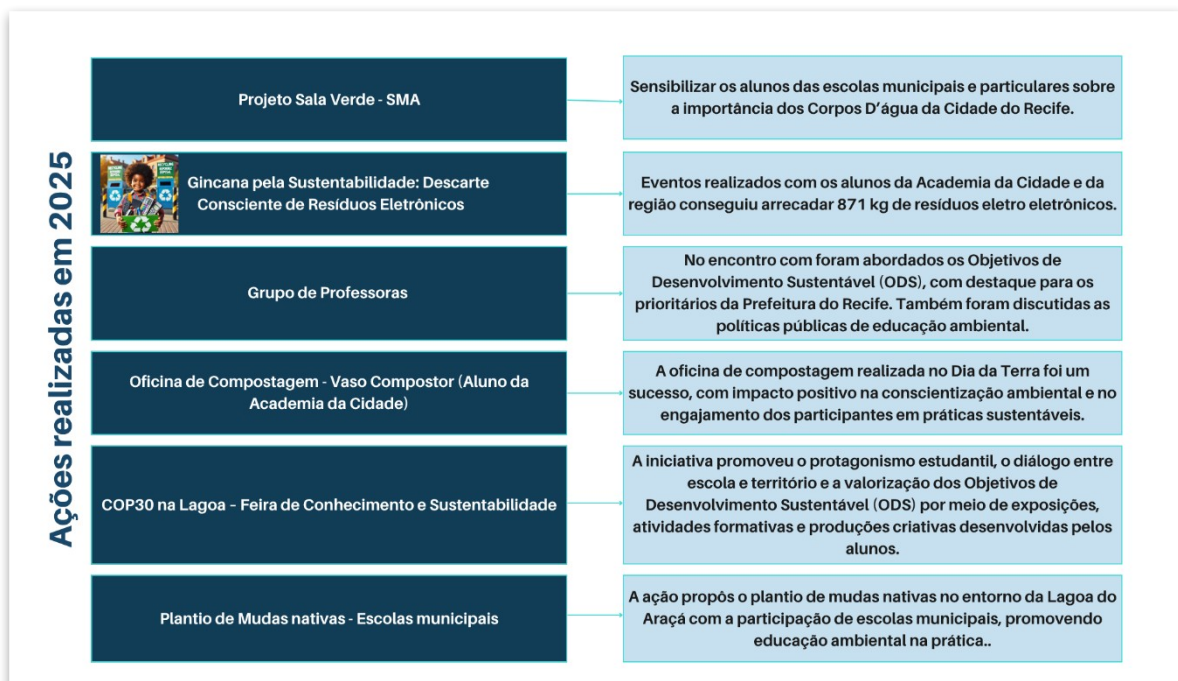 Ações realizadas em 2025
Projeto Sala Verde - SMA
Sensibilizar os alunos das escolas municipais e particulares sobre
a importância dos Corpos D'água da Cidade do Recife.
Gincana pela Sustentabilidade: Descarte
Consciente de Resíduos Eletrônicos
Eventos realizados com os alunos da Academia da Cidade e da
região conseguiu arrecadar 871 kg de resíduos eletro eletrônicos.
Grupo de Professoras
No encontro com foram abordados os Objetivos de
Desenvolvimento Sustentável (ODS), com destaque para os
prioritários da Prefeitura do Recife. Também foram discutidas as
políticas públicas de educação ambiental.
Oficina de Compostagem - Vaso Compostor (Aluno da
Academia da Cidade)
A oficina de compostagem realizada no Dia da Terra foi um
sucesso, com impacto positivo na conscientização ambiental e no
engajamento dos participantes em práticas sustentáveis.
COP30 na Lagoa – Feira de Conhecimento e Sustentabilidade
A iniciativa promoveu o protagonismo estudantil, o diálogo entre
escola e território e a valorização dos Objetivos de
Desenvolvimento Sustentável (ODS) por meio de exposições,
atividades formativas e produções criativas desenvolvidas pelos
alunos.
Plantio de Mudas nativas - Escolas municipais
A ação propôs o plantio de mudas nativas no entorno da Lagoa do
Araçá com a participação de escolas municipais, promovendo
educação ambiental na prática..